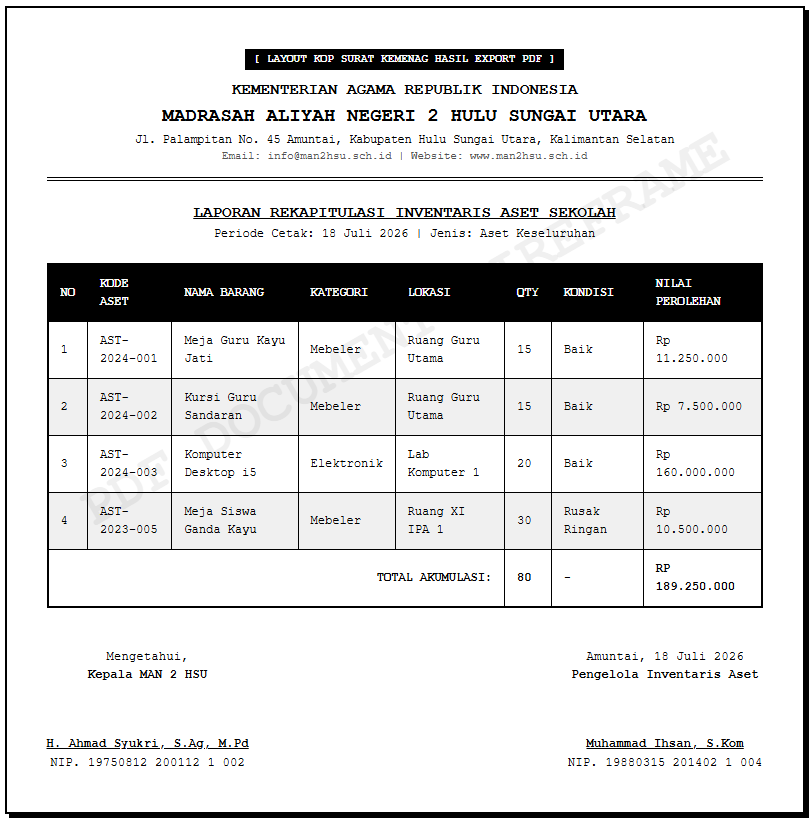 [ LAYOUT KOP SURAT KEMENAG HASIL EXPORT PDF ]
KEMENTERIAN AGAMA REPUBLIK INDONESIA
MADRASAH ALIYAH NEGERI 2 HULU SUNGAI UTARA
Jl. Palampitan No. 45 Amuntai, Kabupaten Hulu Sungai Utara, Kalimantan Selatan
Email: info@man2hsu.sch.id | Website: www.man2hsu.sch.id
LAPORAN REKAPITULASI INVENTARIS ASET SEKOLAH
Periode Cetak: 18 Juli 2026 | Jenis: Aset Keseluruhan
NO KODE ASET NAMA BARANG KATEGORI LOKASI QTY KONDISI NILAI PEROLEHAN
1 AST-2024-001 Meja Guru Kayu Jati Mebeler Ruang Guru Utama 15 Baik Rp 11.250.000
2 AST-2024-002 Kursi Guru Sandaran Mebeler Ruang Guru Utama 15 Baik Rp 7.500.000
3 AST-2024-003 Komputer Desktop i5 Elektronik Lab Komputer 1 20 Baik Rp 160.000.000
4 AST-2023-005 Meja Siswa Ganda Kayu Mebeler Ruang XI IPA 1 30 Rusak Ringan Rp 10.500.000
TOTAL AKUMULASI: 80 - RP 189.250.000
Mengetahui,
Kepala MAN 2 HSU
H. Ahmad Syukri, S.Ag, M.Pd
NIP. 19750812 200112 1 002
Amuntai, 18 Juli 2026
Pengelola Inventaris Aset
Muhammad Ihsan, S.Kom
NIP. 19880315 201402 1 004
PDF DOCUMENT